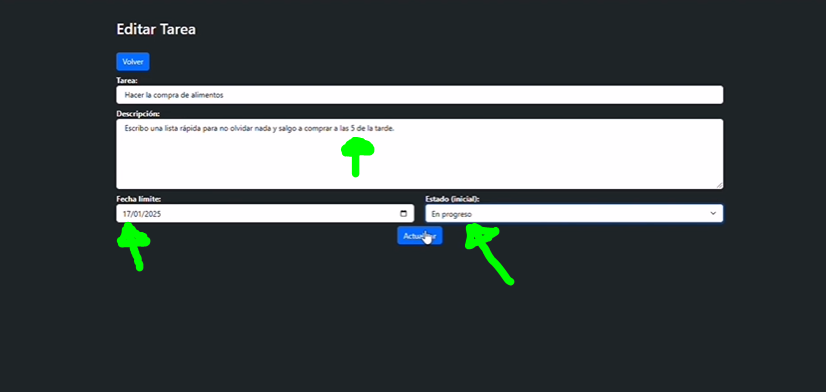 Editar Tarea
Volver
Tarea:
Hacer la compra de alimentos
Descripción:
Escribo una lista rápida para no olvidar nada y salgo a comprar a las 5 de la tarde.
Fecha límite:
Estado (inicial):
17/01/2025
En progreso